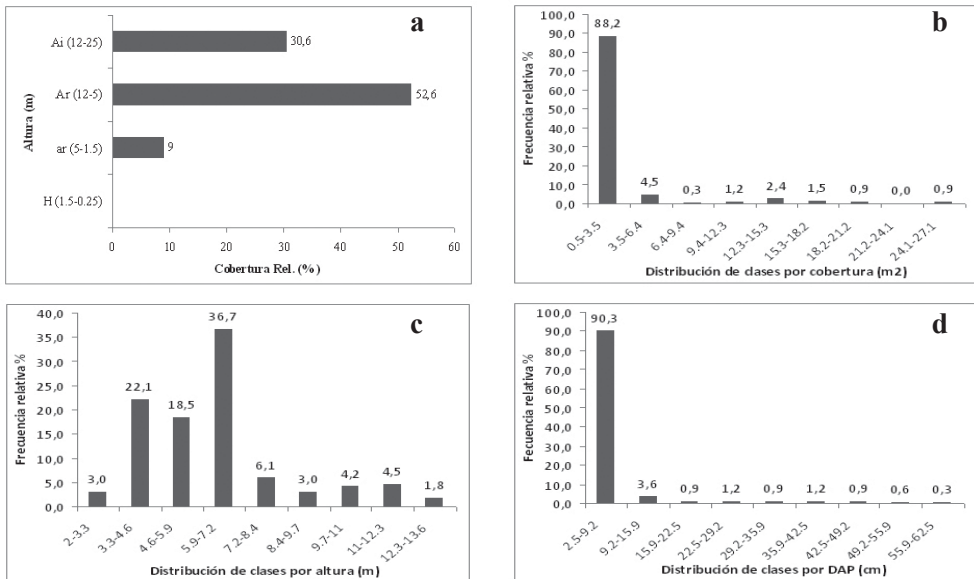 a
Altura (m)
Ai (12-25)
30,6
Ar (12-5)
52,6
ar (5-1.5)
9
H (1.5-0.25)
0 10 20 30 40 50 60
Cobertura Rel. (%)
b
Frecuencia relativa %
100,0
90,0
80,0
70,0
60,0
50,0
40,0
30,0
20,0
10,0
0,0
88,2 4,5 0,3 1,2 2,4 1,5 0,9 0,0 0,9
0.5-3.5 3.5-6.4 6.4-9.4 9.4-12.3 12.3-15.3 15.3-18.2 18.2-21.2 21.2-24.1 24.1-27.1
Distribución de clases por cobertura (m2)
c
Frecuencia relativa %
40,0
35,0
30,0
25,0
20,0
15,0
10,0
5,0
0,0
3,0 22,1 18,5 36,7 6,1 3,0 4,2 4,5 1,8
2-3.3 3.3-4.6 4.6-5.9 5.9-7.2 7.2-8.4 8.4-9.7 9.7-11 11-12.3 12.3-13.6
Distribución de clases por altura (m)
d
Fecuencia relativa %
100,0
90,0
80,0
70,0
60,0
50,0
40,0
30,0
20,0
10,0
0,0
90,3 3,6 0,9 1,2 0,9 1,2 0,9 0,6 0,3
2.5-9.2 9.2-15.9 15.9-22.5 22.5-29.2 29.2-35.9 35.9-42.5 42.5-49.2 49.2-55.9 55.9-62.5
Distribución de clases por DAP (cm)